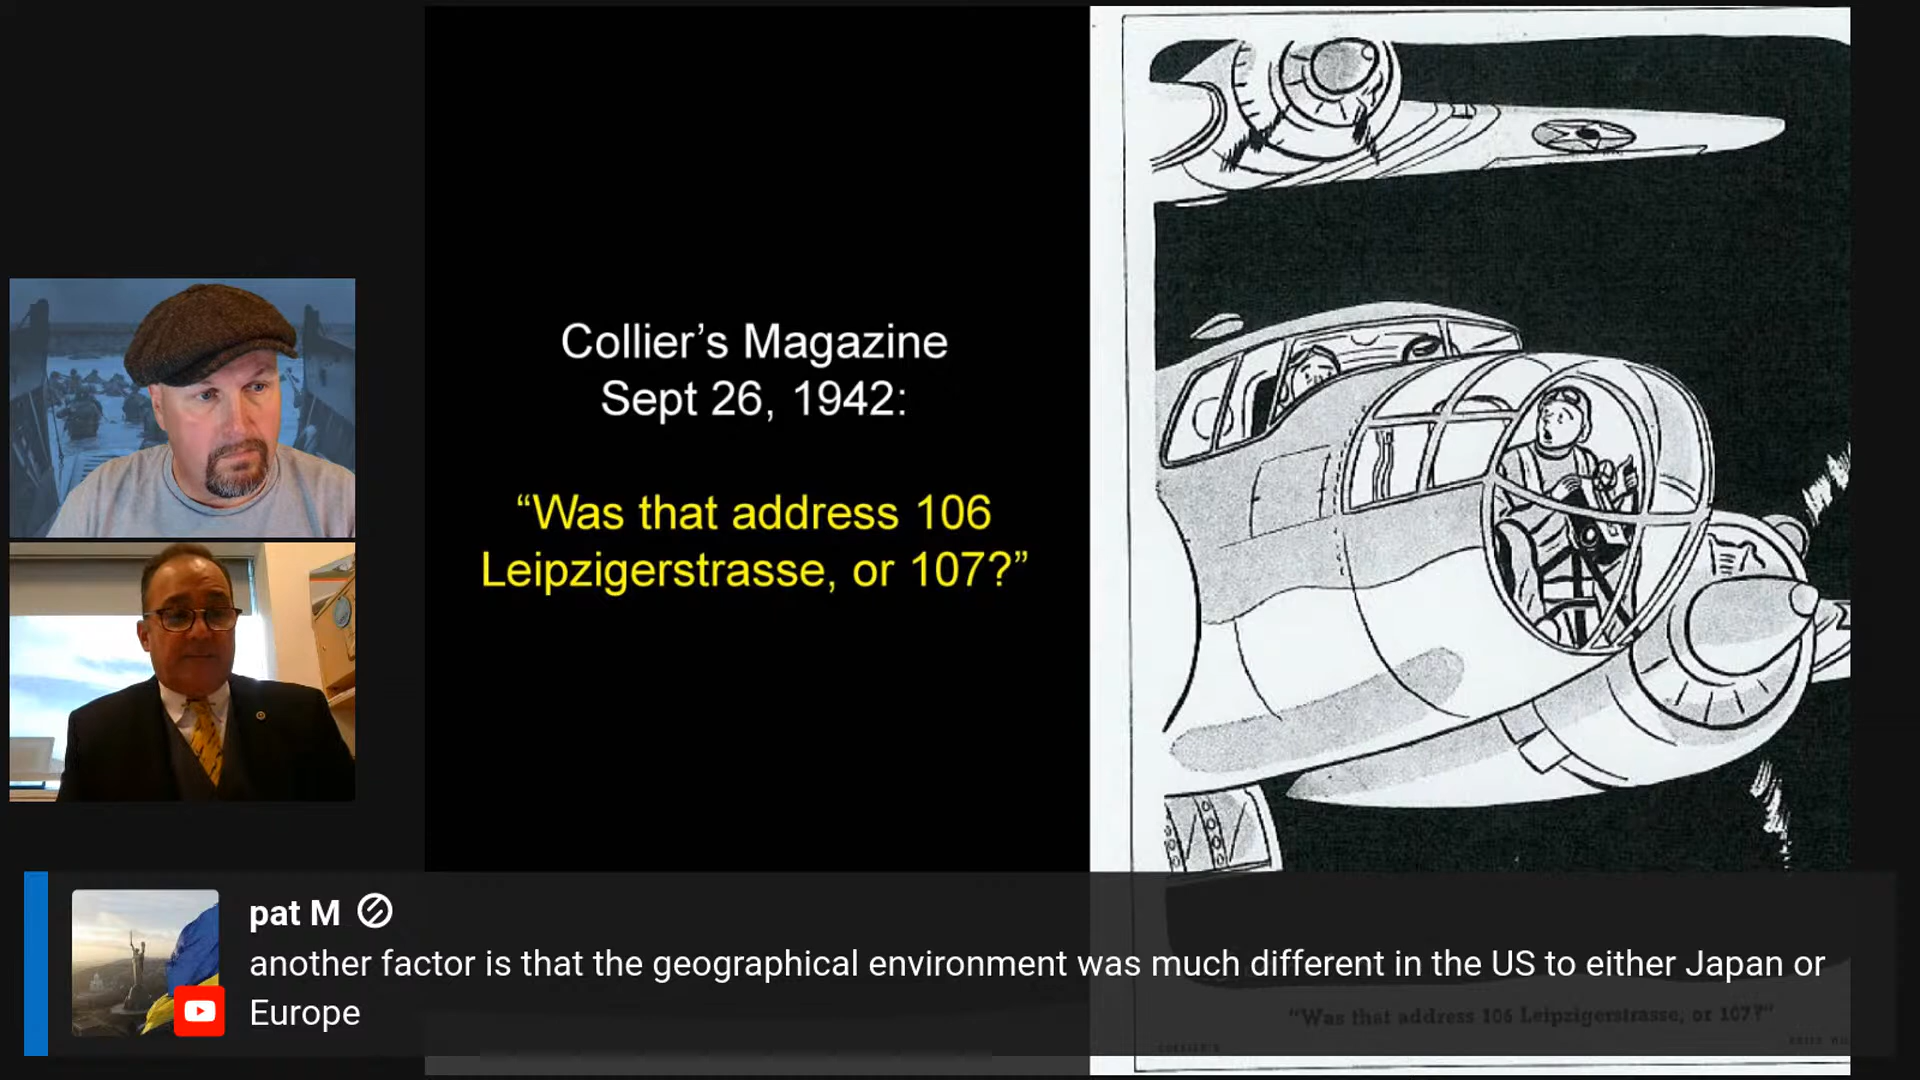 Collier's Magazine
Sept 26, 1942:
“Was that address 106
Leipzigerstrasse, or 107?”
pat M
another factor is that the geographical environment was much different in the US to either Japan or
Europe
“Was that address 106 Leipzigerstrasse, or 107?”
COLLIER'S